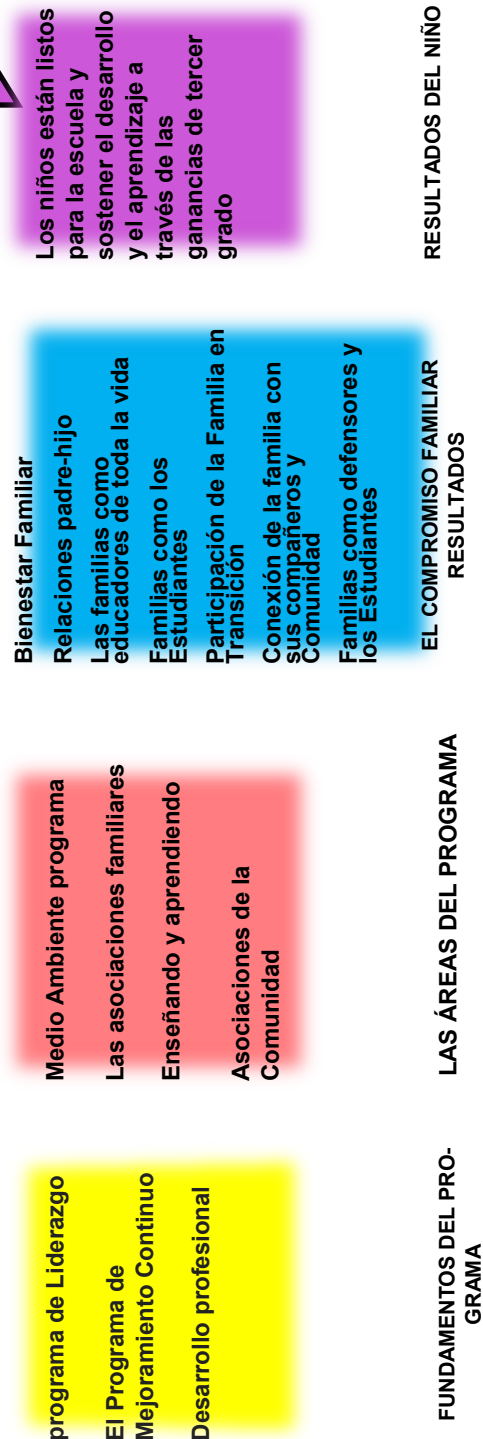 programa de Liderazgo
El Programa de
Mejoramiento Continuo
Desarrollo profesional
FUNDAMENTOS DEL PRO-
GRAMA
Medio Ambiente programa
Las asociaciones familiares
Enseñando y aprendiendo
Asociaciones de la
Comunidad
LAS ÁREAS DEL PROGRAMA
Bienestar Familiar
Relaciones padre-hijo
Las familias como
educadores de toda la vida
Familias como los
Estudiantes
Participación de la Familia en
Transición
Conexión de la familia con
sus compañeros y
Comunidad
Familias como defensores y
los Estudiantes
EL COMPROMISO FAMILIAR
RESULTADOS
Los niños están listos
para la escuela y
sostener el desarrollo
y el aprendizaje a
través de las
ganancias de tercer
grado
RESULTADOS DEL NIÑO